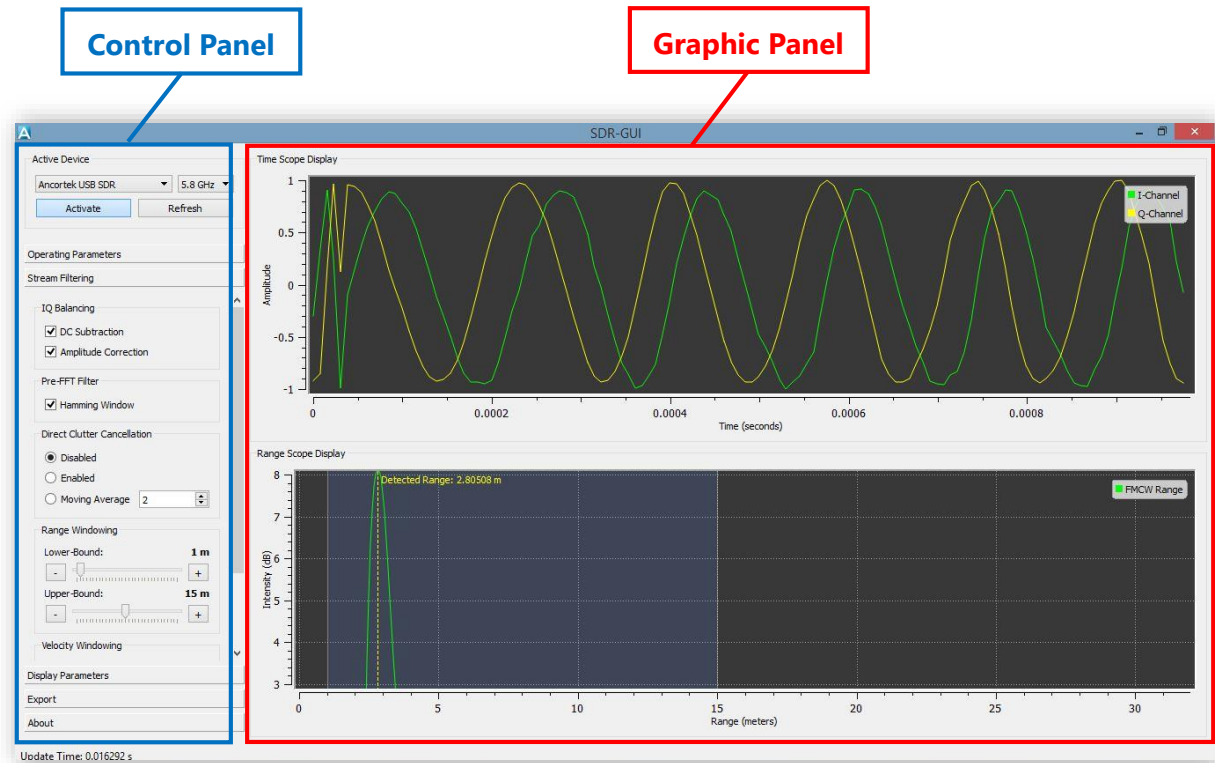 Control Panel
Graphic Panel
A
SDR-GUI
Active Device
Ancortek USB SDR
5.8 GHz
Activate
Refresh
Operating Parameters
Stream Filtering
IQ Balancing
DC Subtraction
Amplitude Correction
Pre-FFT Filter
Hamming Window
Direct Clutter Cancellation
Disabled
Enabled
Moving Average 2
Range Windowing
Lower-Bound: 1 m
- +
Upper-Bound: 15 m
- +
Velocity Windowing
Display Parameters
Export
About
Update Time: 0.016292 s
Time Scope Display
I-Channel
Q-Channel
Amplitude
1
0.5
0
-0.5
-1
0 0.0002 0.0004 0.0006 0.0008
Time (seconds)
Range Scope Display
Detected Range: 2.80508 m
FMCW Range
Intensity (dB)
8
7
6
5
4
3
0 5 10 15 20 25 30
Range (meters)